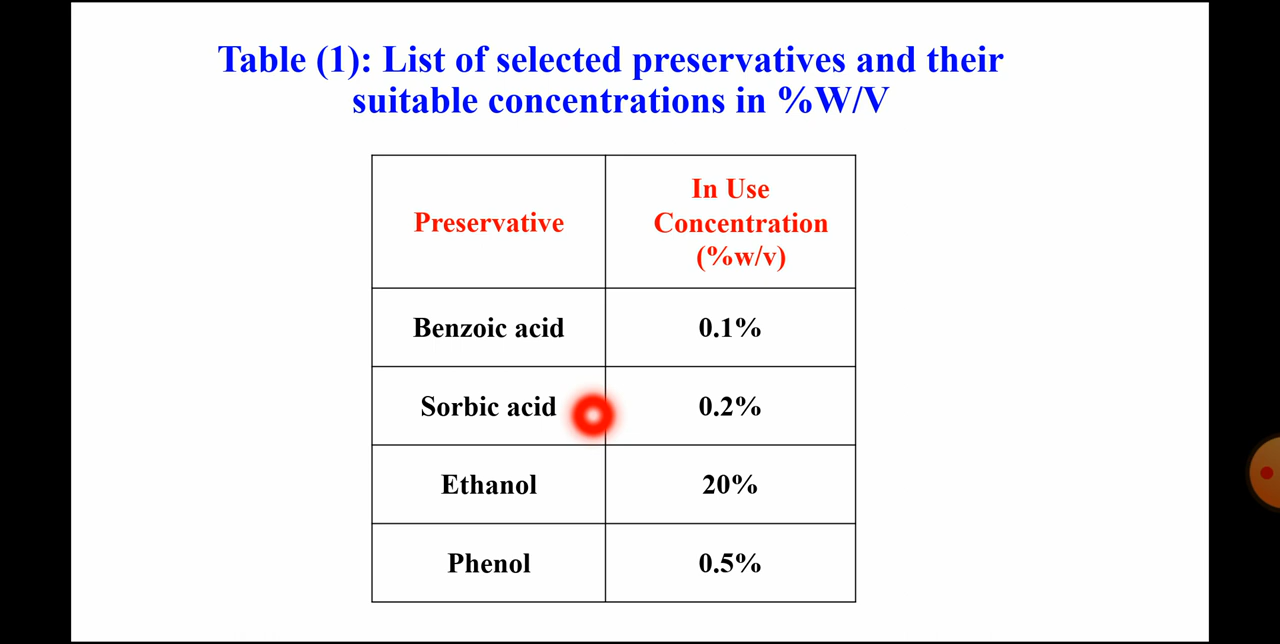 Table (1): List of selected preservatives and their
suitable concentrations in %W/V
Preservative
In Use
Concentration
(%w/v)
Benzoic acid
0.1%
Sorbic acid
0.2%
Ethanol
20%
Phenol
0.5%